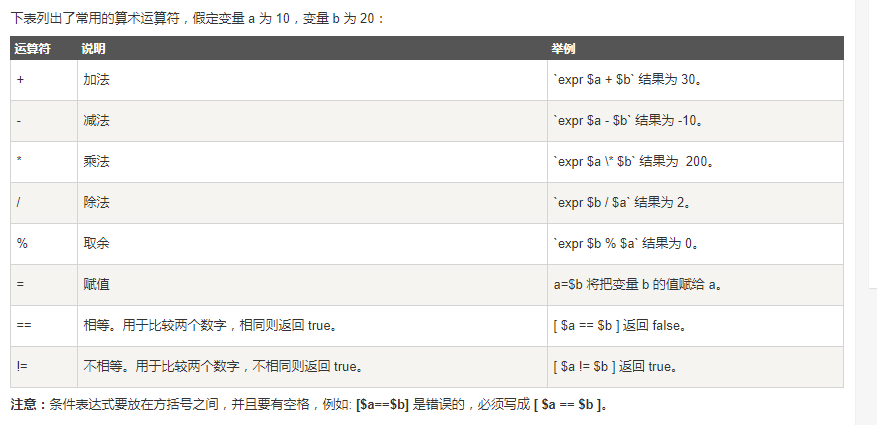 下表列出了常用的算术运算符，假定变量 a 为 10，变量 b 为 20：
运算符 说明 举例
+ 加法 `expr $a + $b` 结果为 30。
- 减法 `expr $a - $b` 结果为 -10。
* 乘法 `expr $a \* $b` 结果为  200。
/ 除法 `expr $b / $a` 结果为 2。
% 取余 `expr $b % $a` 结果为 0。
= 赋值 a=$b 将把变量 b 的值赋给 a。
== 相等。用于比较两个数字，相同则返回 true。 [ $a == $b ] 返回 false。
!= 不相等。用于比较两个数字，不相同则返回 true。 [ $a != $b ] 返回 true。
注意：条件表达式要放在方括号之间，并且要有空格，例如: [$a==$b] 是错误的，必须写成 [ $a == $b ]。